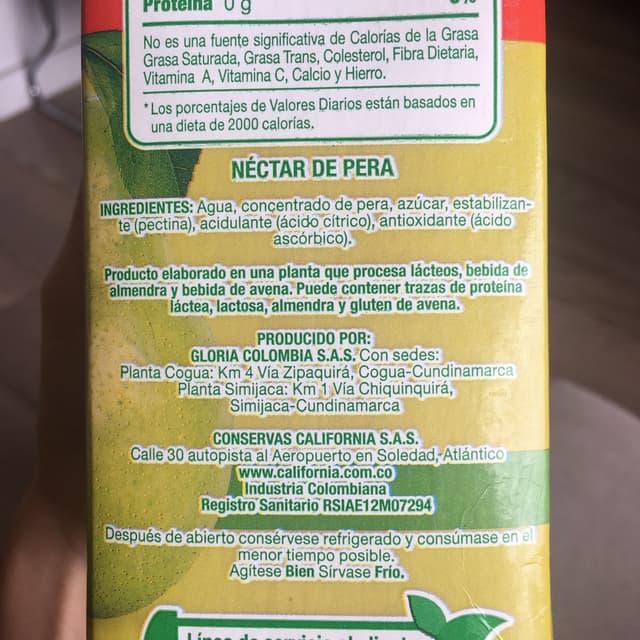 Proteína 0 g 0%
No es una fuente significativa de Calorías de la Grasa
Grasa Saturada, Grasa Trans, Colesterol, Fibra Dietaria,
Vitamina A, Vitamina C, Calcio y Hierro.
*Los porcentajes de Valores Diarios están basados en
una dieta de 2000 calorías.
NÉCTAR DE PERA
INGREDIENTES: Agua, concentrado de pera, azúcar, estabilizan-
te (pectina), acidulante (ácido cítrico), antioxidante (ácido
ascórbico).
Producto elaborado en una planta que procesa lácteos, bebida de
almendra y bebida de avena. Puede contener trazas de proteína
láctea, lactosa, almendra y gluten de avena.
PRODUCIDO POR:
GLORIA COLOMBIA S.A.S. Con sedes:
Planta Cogua: Km 4 Vía Zipaquirá, Cogua-Cundinamarca
Planta Simijaca: Km 1 Vía Chiquinquirá,
Simijaca-Cundinamarca
CONSERVAS CALIFORNIA S.A.S.
Calle 30 autopista al Aeropuerto en Soledad, Atlántico
www.california.com.co
Industria Colombiana
Registro Sanitario RSIAE12M07294
Después de abierto consérvese refrigerado y consúmase en el
menor tiempo posible.
Agítese Bien Sírvase Frío.
Línea de servicio al cliente